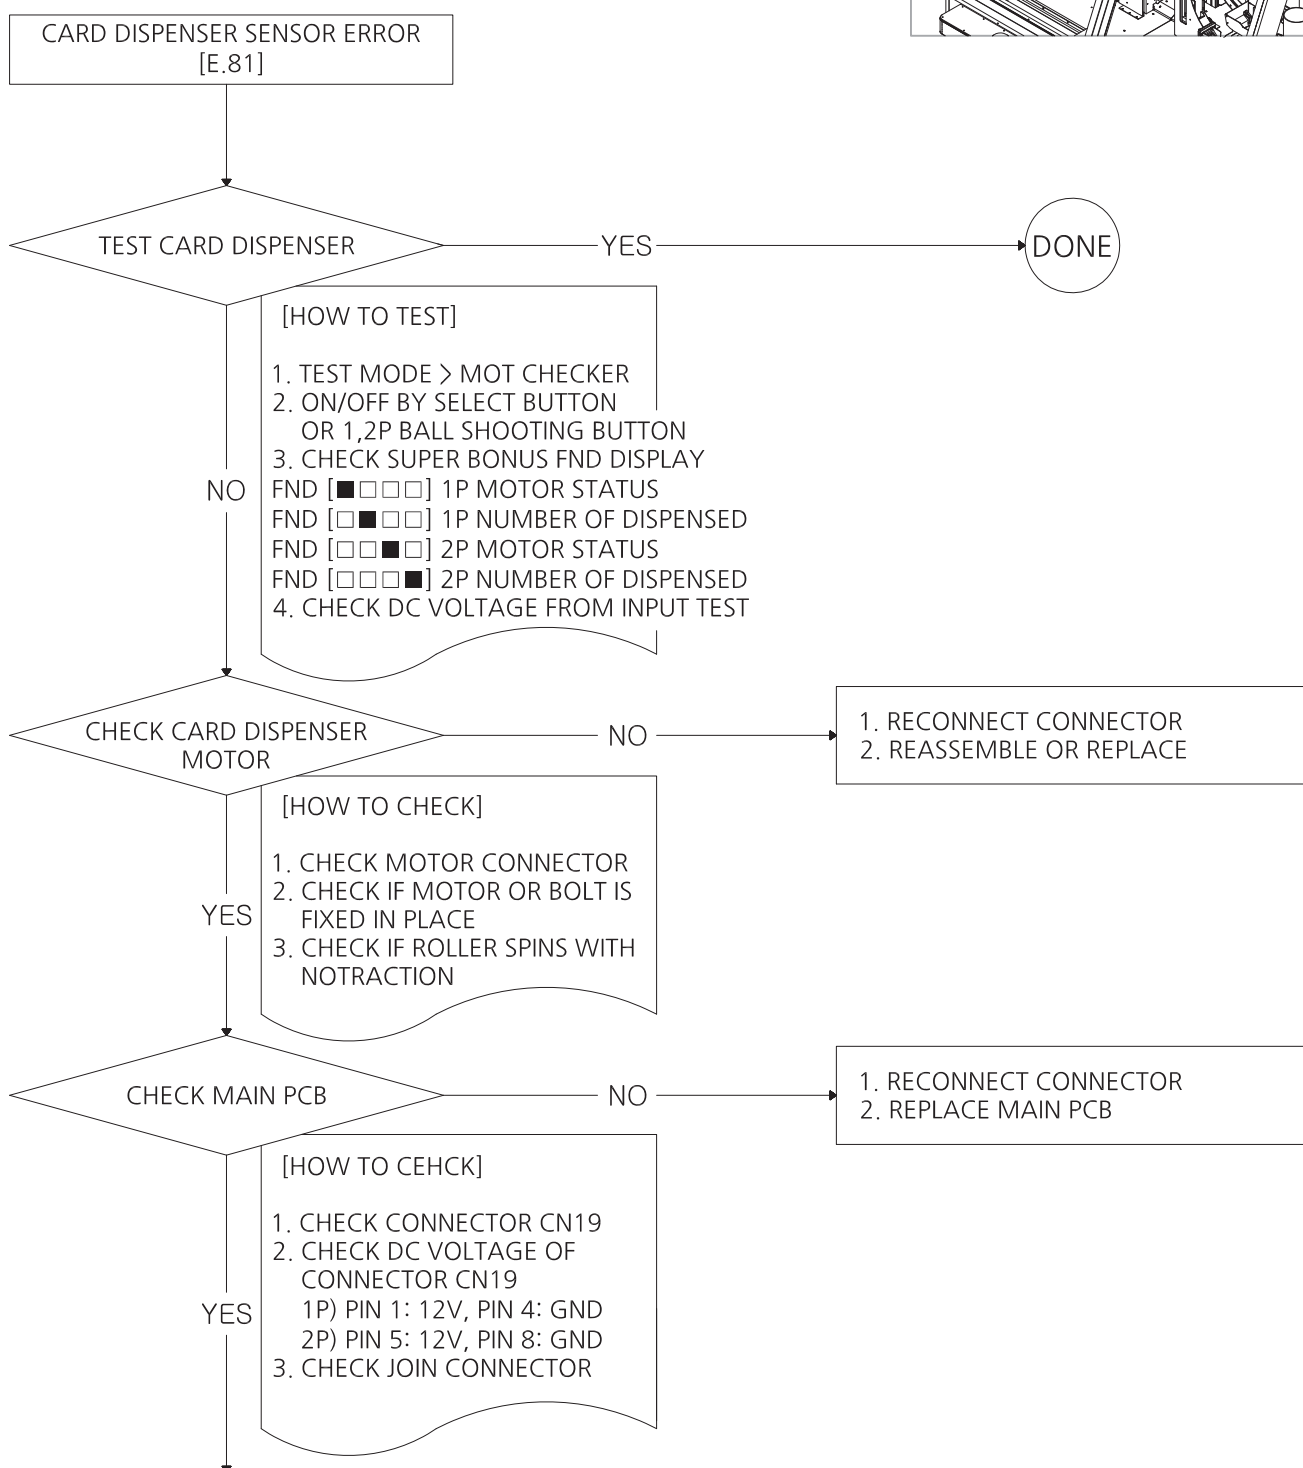 CARD DISPENSER SENSOR ERROR
[E.81]
TEST CARD DISPENSER
YES
DONE
[HOW TO TEST]
1. TEST MODE > MOT CHECKER
2. ON/OFF BY SELECT BUTTON
OR 1,2P BALL SHOOTING BUTTON
3. CHECK SUPER BONUS FND DISPLAY
FND [■□□□] 1P MOTOR STATUS
FND [□■□□] 1P NUMBER OF DISPENSED
FND [□□■□] 2P MOTOR STATUS
FND [□□□■] 2P NUMBER OF DISPENSED
4. CHECK DC VOLTAGE FROM INPUT TEST
NO
CHECK CARD DISPENSER
MOTOR
NO
1. RECONNECT CONNECTOR
2. REASSEMBLE OR REPLACE
[HOW TO CHECK]
1. CHECK MOTOR CONNECTOR
2. CHECK IF MOTOR OR BOLT IS
FIXED IN PLACE
3. CHECK IF ROLLER SPINS WITH
NOTRACTION
YES
CHECK MAIN PCB
NO
1. RECONNECT CONNECTOR
2. REPLACE MAIN PCB
[HOW TO CEHCK]
1. CHECK CONNECTOR CN19
2. CHECK DC VOLTAGE OF
CONNECTOR CN19
1P) PIN 1: 12V, PIN 4: GND
2P) PIN 5: 12V, PIN 8: GND
3. CHECK JOIN CONNECTOR
YES